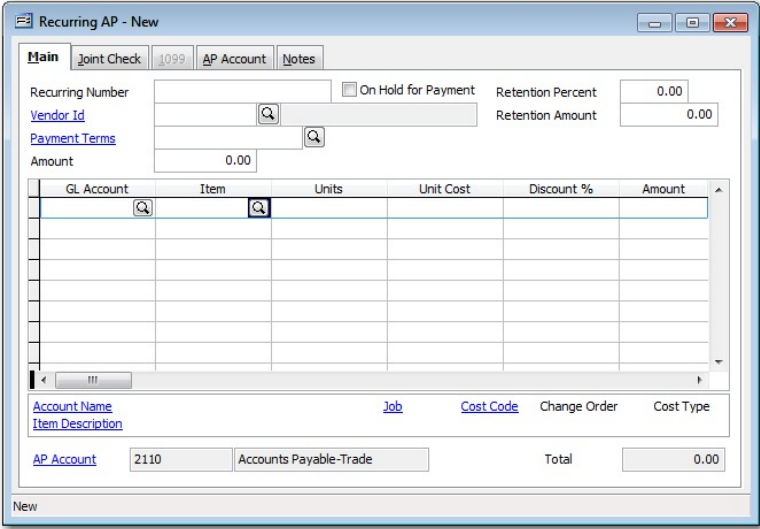 Recurring AP - New
Main Joint Check 1099 AP Account Notes
Recurring Number On Hold for Payment Retention Percent 0.00
Vendor Id Retention Amount 0.00
Payment Terms
Amount 0.00
GL Account Item Units Unit Cost Discount % Amount
Account Name Job Cost Code Change Order Cost Type
Item Description
AP Account 2110 Accounts Payable-Trade Total 0.00
New